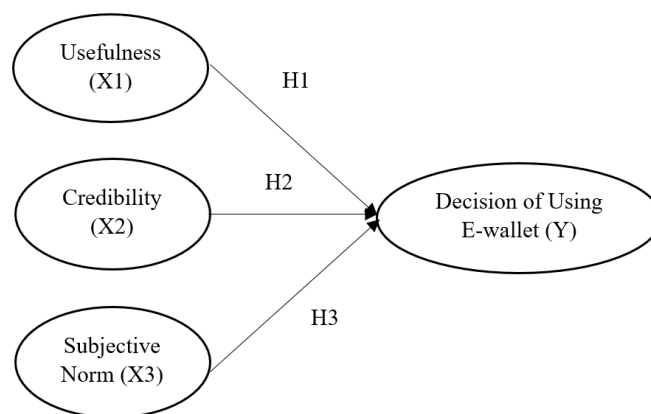 Usefulness
(X1)
H1
Credibility
(X2)
H2
Decision of Using
E-wallet (Y)
H3
Subjective
Norm (X3)